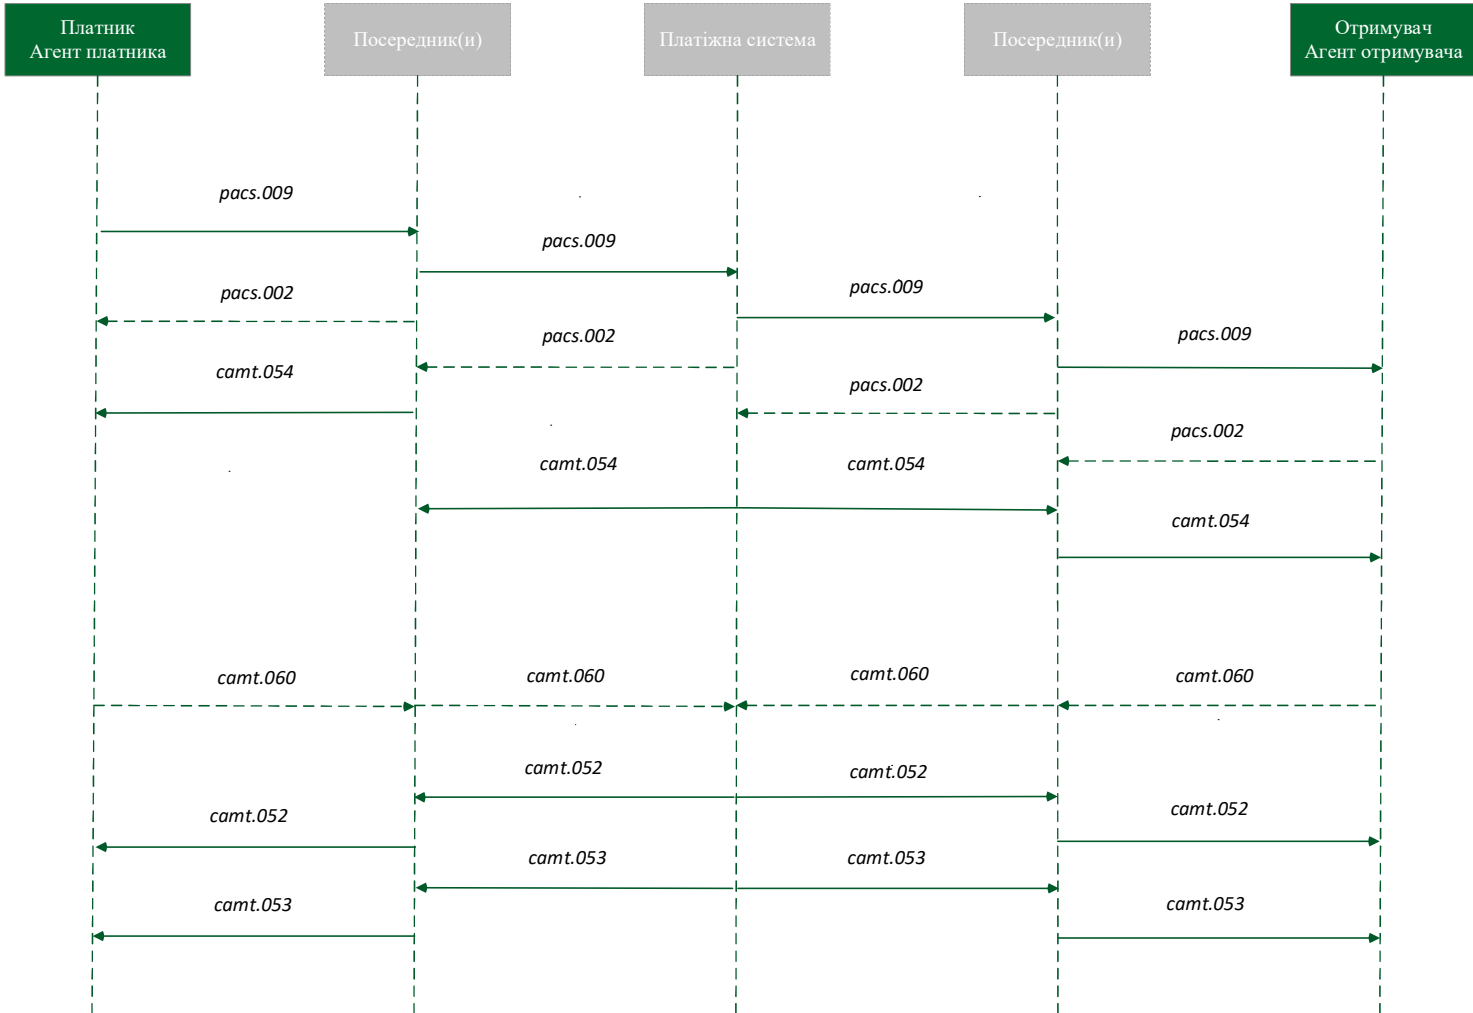 Платник
Агент платника
Посередник(и)
Платіжна система
Посередник(и)
Отримувач
Агент отримувача
pacs.009
pacs.009
pacs.002
pacs.009
pacs.002
pacs.009
camt.054
pacs.002
pacs.002
camt.054
camt.054
camt.054
camt.060
camt.060
camt.060
camt.060
camt.052
camt.052
camt.052
camt.052
camt.053
camt.053
camt.053
camt.053